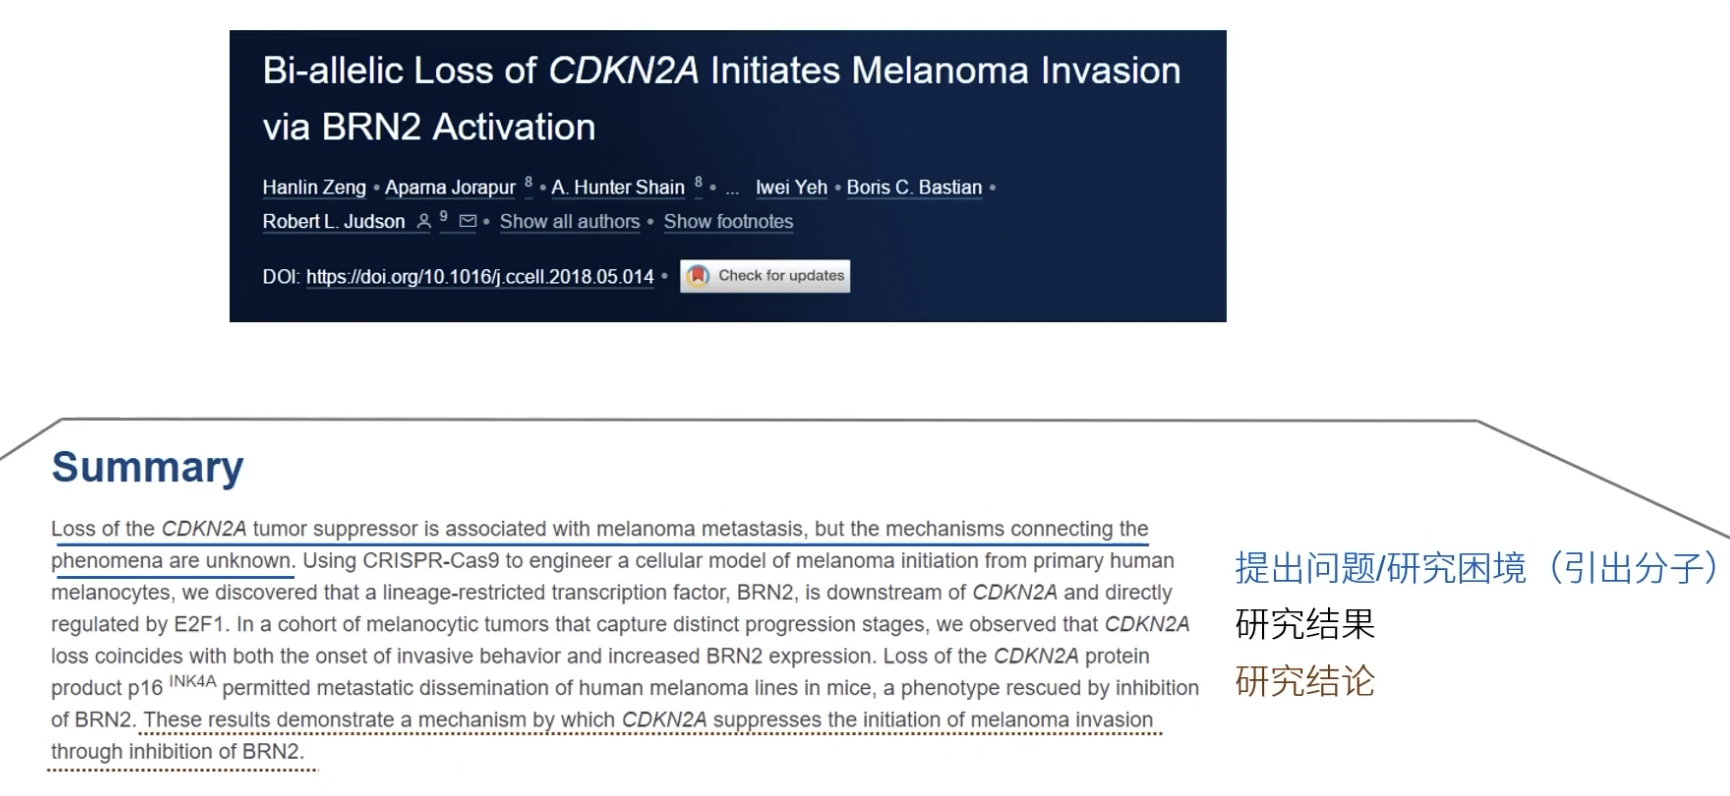 Bi-allelic Loss of CDKN2A Initiates Melanoma Invasion
via BRN2 Activation
Hanlin Zeng • Aparna Jorapur 8 • A. Hunter Shain 8 • ... Iwei Yeh • Boris C. Bastian •
Robert L. Judson 9 • Show all authors • Show footnotes
DOI: https://doi.org/10.1016/j.ccell.2018.05.014 • Check for updates
Summary
Loss of the CDKN2A tumor suppressor is associated with melanoma metastasis, but the mechanisms connecting the
phenomena are unknown. Using CRISPR-Cas9 to engineer a cellular model of melanoma initiation from primary human
melanocytes, we discovered that a lineage-restricted transcription factor, BRN2, is downstream of CDKN2A and directly
regulated by E2F1. In a cohort of melanocytic tumors that capture distinct progression stages, we observed that CDKN2A
loss coincides with both the onset of invasive behavior and increased BRN2 expression. Loss of the CDKN2A protein
product p16 INK4A permitted metastatic dissemination of human melanoma lines in mice, a phenotype rescued by inhibition
of BRN2. These results demonstrate a mechanism by which CDKN2A suppresses the initiation of melanoma invasion
through inhibition of BRN2.
提出问题/研究困境（引出分子）
研究结果
研究结论